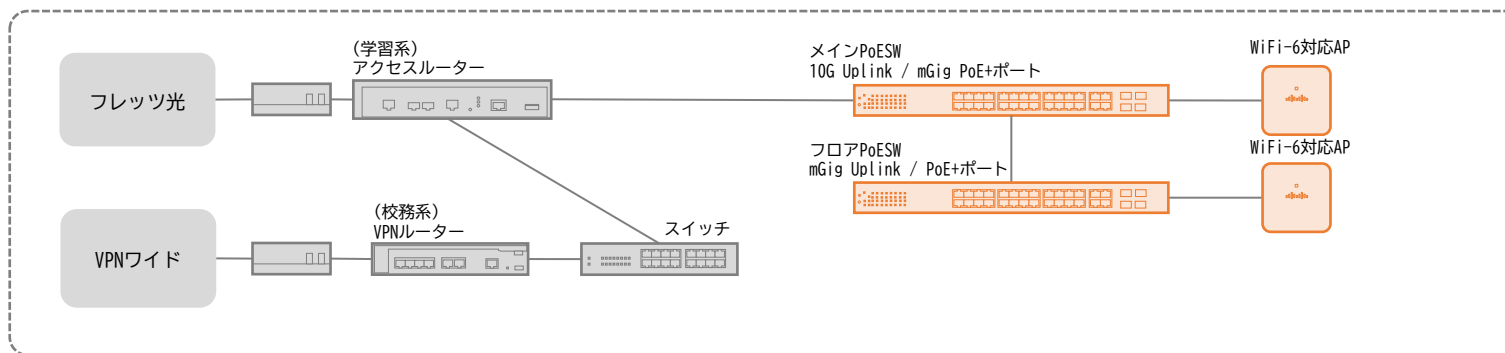 フレッツ光
(学習系)
アクセスルーター
メインPoESW
10G Uplink / mGig PoE+ポート
WiFi-6対応AP
フロアPoESW
mGig Uplink / PoE+ポート
WiFi-6対応AP
VPNワイド
(校務系)
VPNルーター
スイッチ